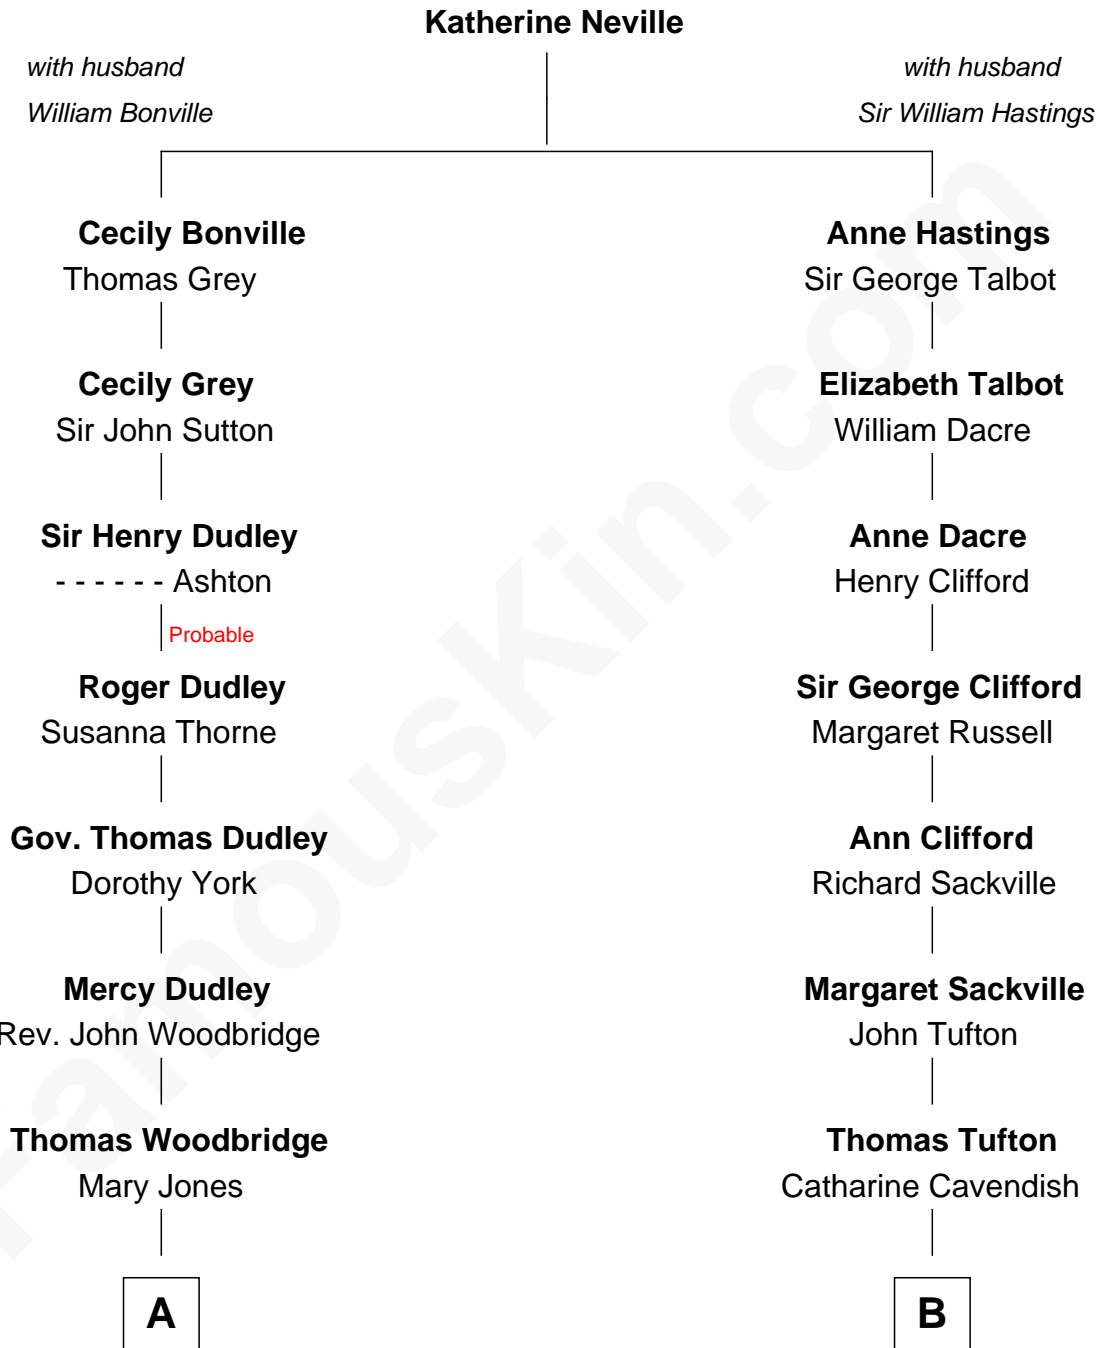 Katherine Neville
with husband
William Bonville
with husband
Sir William Hastings
Cecily Bonville
Thomas Grey
Anne Hastings
Sir George Talbot
Cecily Grey
Sir John Sutton
Elizabeth Talbot
William Dacre
Sir Henry Dudley
- - - - - - Ashton
Anne Dacre
Henry Clifford
Probable
Roger Dudley
Susanna Thorne
Sir George Clifford
Margaret Russell
Gov. Thomas Dudley
Dorothy York
Ann Clifford
Richard Sackville
Mercy Dudley
Rev. John Woodbridge
Margaret Sackville
John Tufton
Thomas Woodbridge
Mary Jones
Thomas Tufton
Catharine Cavendish
A
B
FamousKin.com